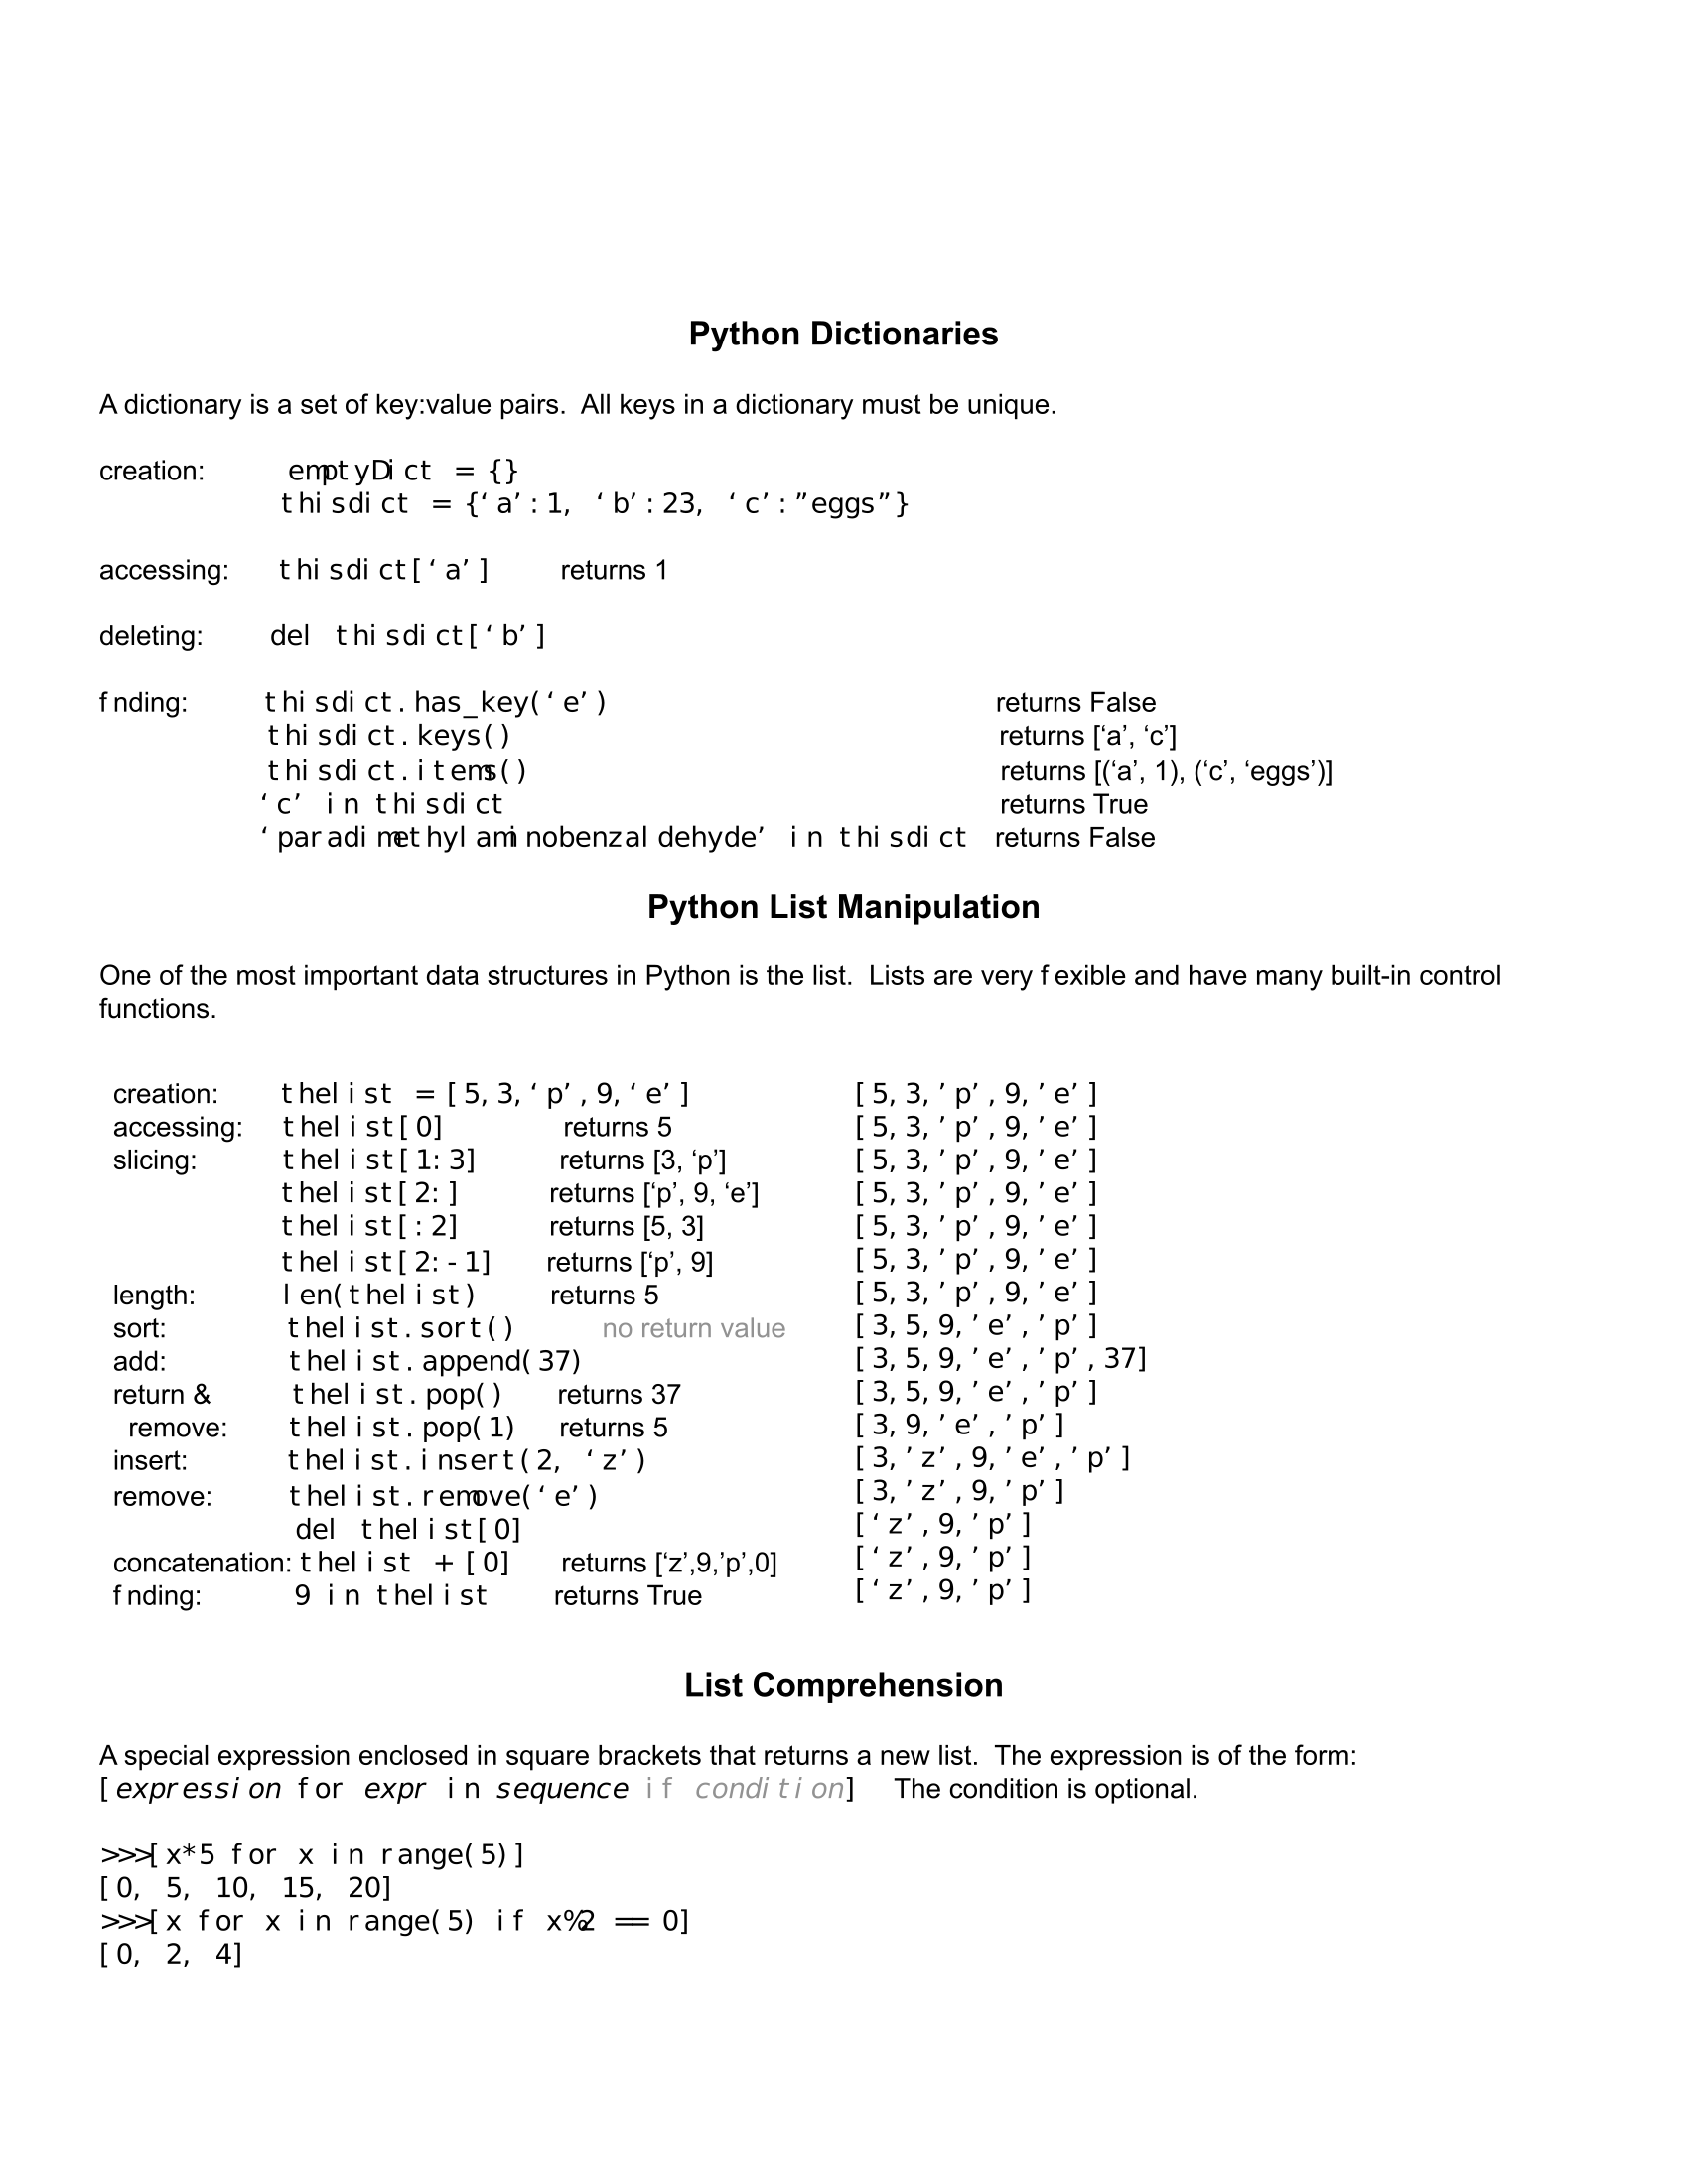 Python Dictionaries
A dictionary is a set of key:value pairs.  All keys in a dictionary must be unique.
creation: emptyDict = {}
thisdict = {‘a’:1, ‘b’:23, ‘c’:”eggs”}
accessing: thisdict[‘a’] returns 1
deleting: del thisdict[‘b’]
fnding: thisdict.has_key(‘e’) returns False
thisdict.keys() returns [‘a’, ‘c’]
thisdict.items() returns [(‘a’, 1), (‘c’, ‘eggs’)]
‘c’ in thisdict returns True
‘paradimethylaminobenzaldehyde’ in thisdict returns False
Python List Manipulation
One of the most important data structures in Python is the list.  Lists are very fexible and have many built-in control
functions.
creation: thelist = [5,3,‘p’,9,‘e’] [5,3,’p’,9,’e’]
accessing: thelist[0] returns 5 [5,3,’p’,9,’e’]
slicing: thelist[1:3] returns [3, ‘p’] [5,3,’p’,9,’e’]
thelist[2:] returns [‘p’, 9, ‘e’] [5,3,’p’,9,’e’]
thelist[:2] returns [5, 3] [5,3,’p’,9,’e’]
thelist[2:-1] returns [‘p’, 9] [5,3,’p’,9,’e’]
length: len(thelist) returns 5 [5,3,’p’,9,’e’]
sort: thelist.sort() no return value [3,5,9,’e’,’p’]
add: thelist.append(37) [3,5,9,’e’,’p’,37]
return & thelist.pop() returns 37 [3,5,9,’e’,’p’]
remove: thelist.pop(1) returns 5 [3,9,’e’,’p’]
insert: thelist.insert(2, ‘z’) [3,’z’,9,’e’,’p’]
remove: thelist.remove(‘e’) [3,’z’,9,’p’]
del thelist[0] [‘z’,9,’p’]
concatenation: thelist + [0] returns [‘z’,9,’p’,0] [‘z’,9,’p’]
fnding: 9 in thelist returns True [‘z’,9,’p’]
List Comprehension
A special expression enclosed in square brackets that returns a new list.  The expression is of the form:
[expression for expr in sequence if condition] The condition is optional.
>>>[x*5 for x in range(5)]
[0, 5, 10, 15, 20]
>>>[x for x in range(5) if x%2 == 0]
[0, 2, 4]